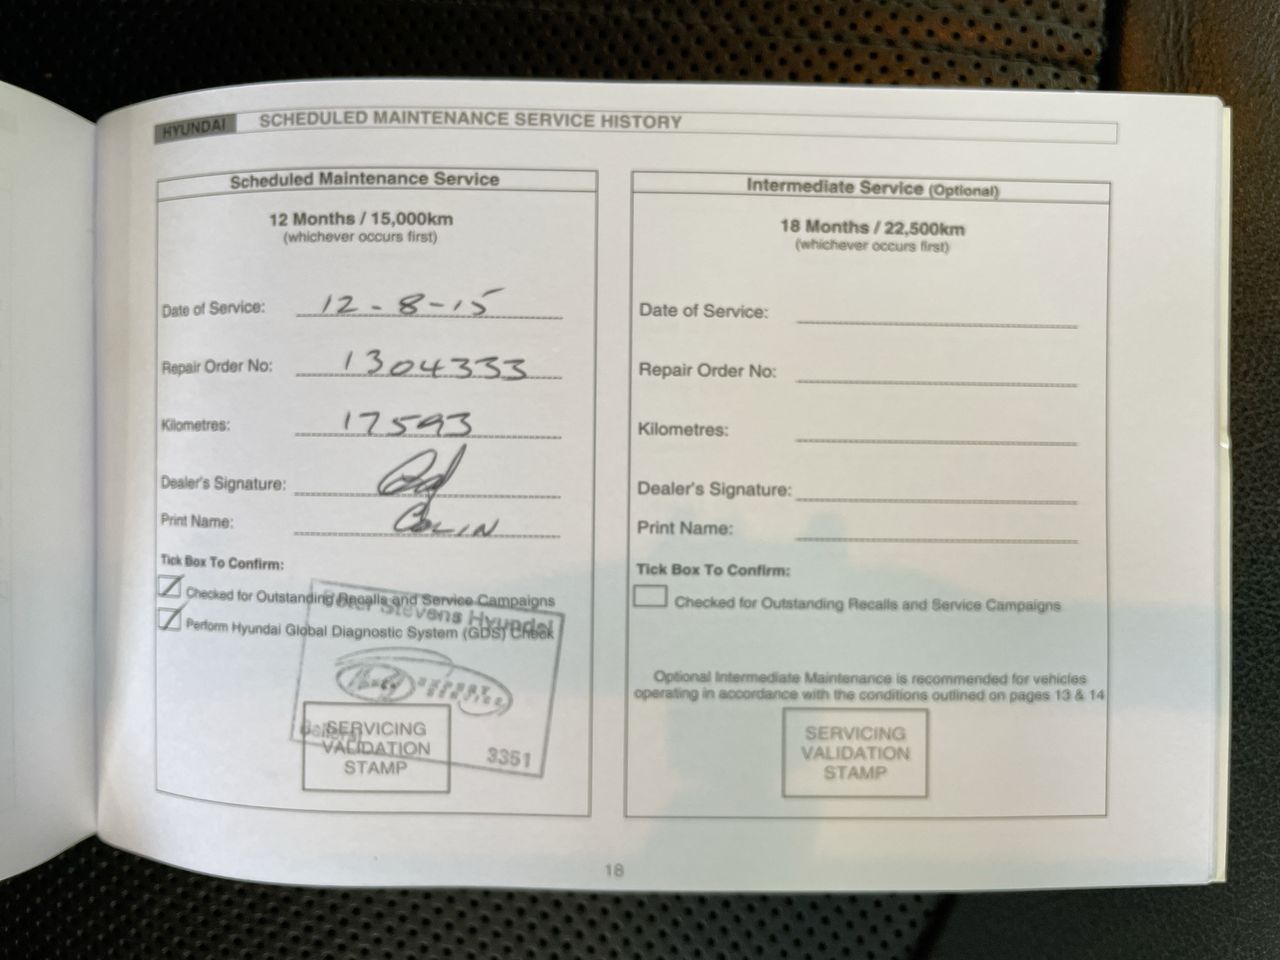 HYUNDAI SCHEDULED MAINTENANCE SERVICE HISTORY
Scheduled Maintenance Service
12 Months / 15,000km
(whichever occurs first)
Date of Service: 12-8-15
Repair Order No: 1304333
Kilometres: 17593
Dealer's Signature:
Print Name: COLIN
Tick Box To Confirm:
Checked for Outstanding Recalls and Service Campaigns
Perform Hyundai Global Diagnostic System (GDS) Check
Stevens Hyundai
3351
SERVICING
VALIDATION
STAMP
Intermediate Service (Optional)
18 Months / 22,500km
(whichever occurs first)
Date of Service:
Repair Order No:
Kilometres:
Dealer's Signature:
Print Name:
Tick Box To Confirm:
Checked for Outstanding Recalls and Service Campaigns
Optional Intermediate Maintenance is recommended for vehicles
operating in accordance with the conditions outlined on pages 13 & 14
SERVICING
VALIDATION
STAMP
18